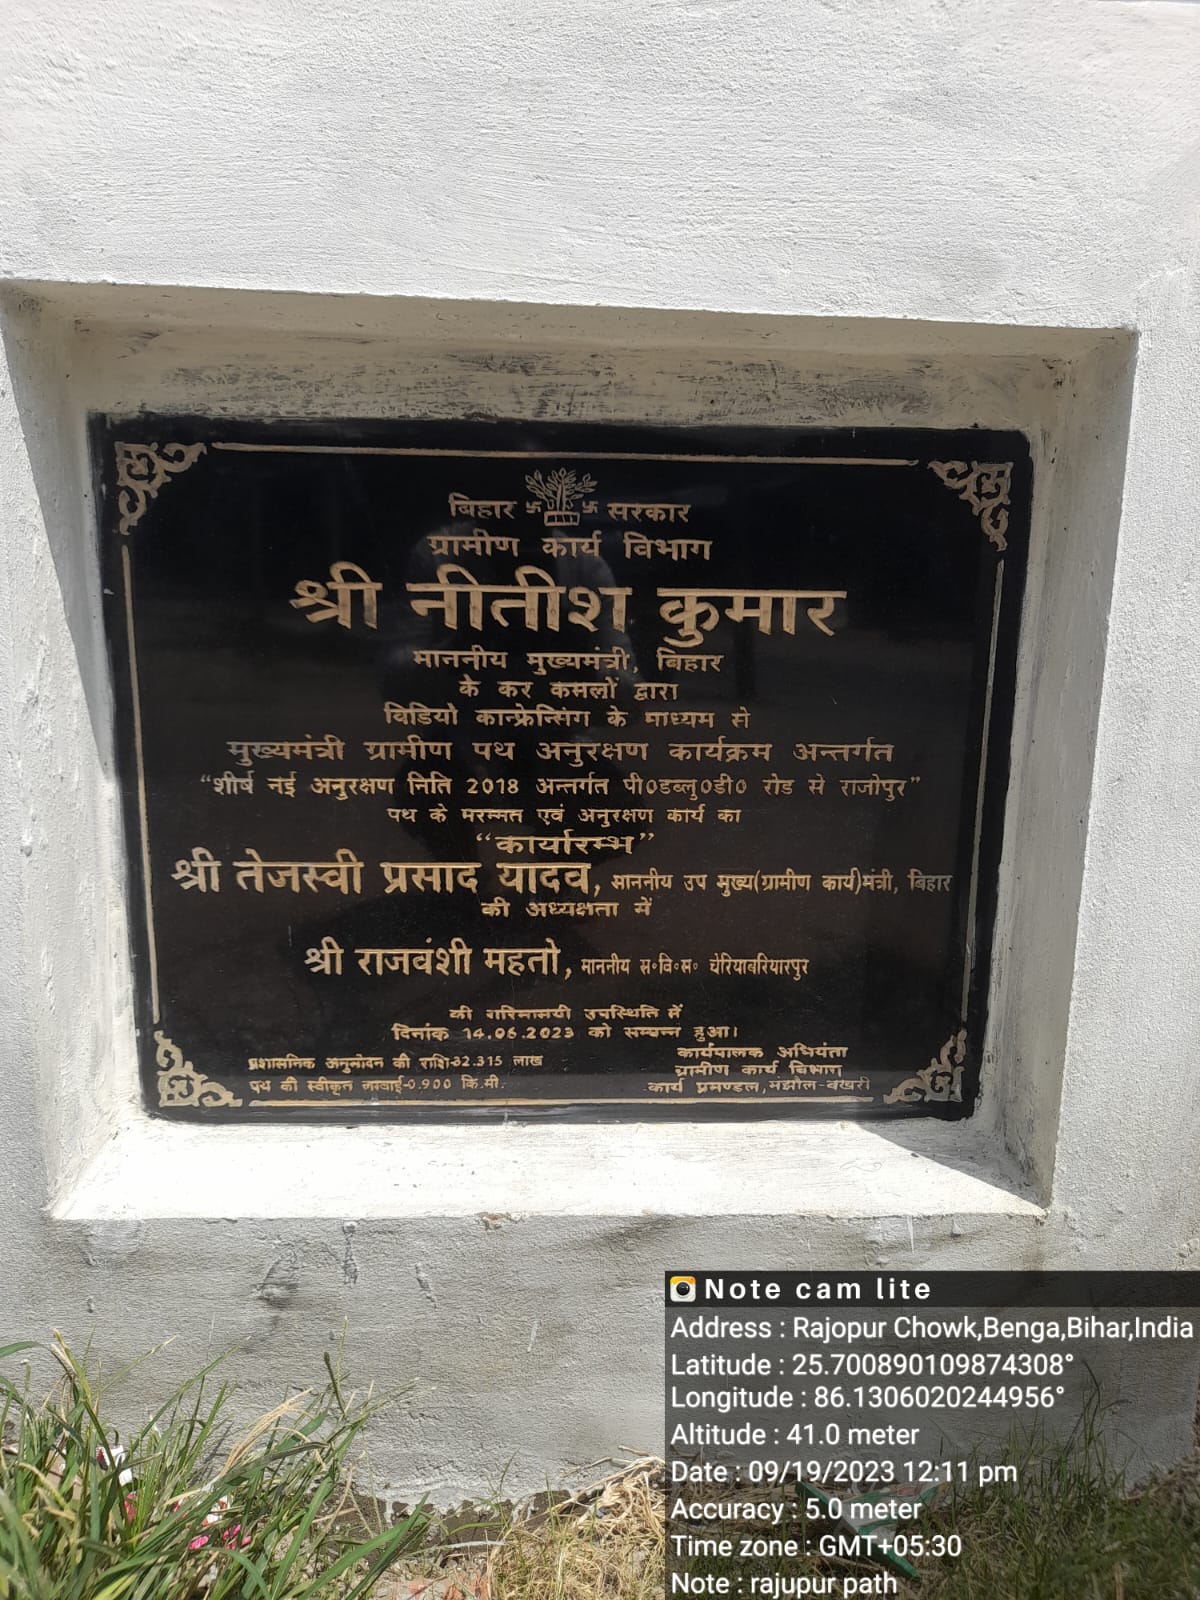 बिहार 卐 卐 सरकार
ग्रामीण कार्य विभाग
श्री नीतीश कुमार
माननीय मुख्यमंत्री, बिहार
के कर कमलों द्वारा
विडियो कान्फ्रेन्सिंग के माध्यम से
मुख्यमंत्री ग्रामीण पथ अनुरक्षण कार्यक्रम अन्तर्गत
“शीर्ष नई अनुरक्षण निति 2018 अन्तर्गत पी०डब्लु०डी० रोड से राजोपुर”
पथ के मरम्मत एवं अनुरक्षण कार्य का
“कार्यारम्भ”
श्री तेजस्वी प्रसाद यादव, माननीय उप मुख्य(ग्रामीण कार्य)मंत्री, बिहार
की अध्यक्षता में
श्री राजवंशी महतो, माननीय स॰वि॰स॰ चेरियाबरियारपुर
की गरिमामयी उपस्थिति में
दिनांक 14.06.2023 को सम्पन्न हुआ।
प्रशासनिक अनुमोदन की राशि-32.315 लाख
पथ की स्वीकृत लम्बाई-0.900 कि.मी.
कार्यपालक अभियंता
ग्रामीण कार्य विभाग
कार्य प्रमण्डल, मंझौल-बखरी
Note cam lite
Address : Rajopur Chowk,Benga,Bihar,India
Latitude : 25.700890109874308°
Longitude : 86.1306020244956°
Altitude : 41.0 meter
Date : 09/19/2023 12:11 pm
Accuracy : 5.0 meter
Time zone : GMT+05:30
Note : rajupur path